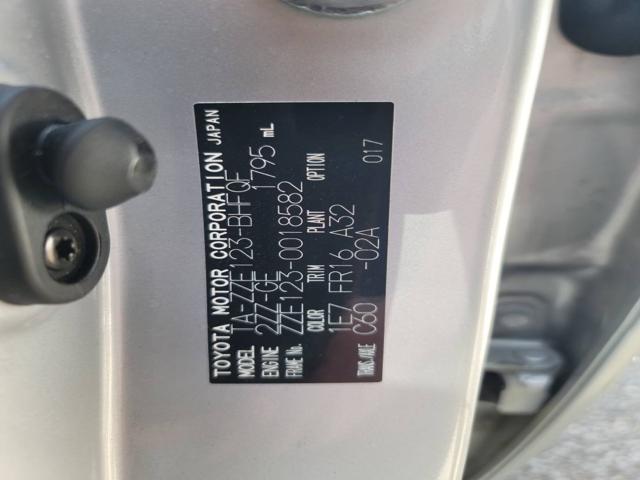 TOYOTA MOTOR CORPORATION JAPAN
MODEL TA-ZZE123-BHFQF
ENGINE 2ZZ-GE 1795 mL
FRAME No. ZZE123-0018582
COLOR TRIM PLANT OPTION
1E7 FR16 A32
TRANS./AXLE C60 -02A 017